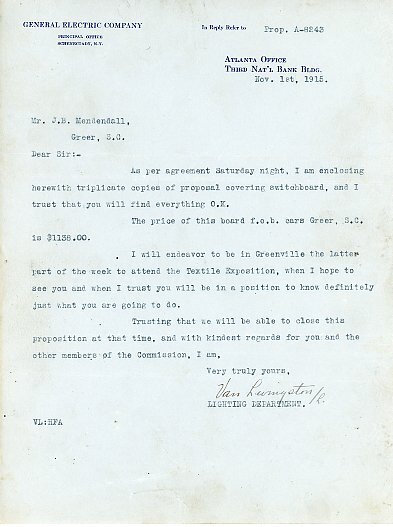 GENERAL ELECTRIC COMPANY
PRINCIPAL OFFICE
SCHENECTADY, N.Y.
In Reply Refer to Prop. A-8243
ATLANTA OFFICE
THIRD NAT'L BANK BLDG.
Nov. 1st, 1915.
Mr. J.B. Mendendall,
Greer, S.C.
Dear Sir:-
As per agreement Saturday night, I am enclosing
herewith triplicate copies of proposal covering switchboard, and I
trust that you will find everything O.K.
The price of this board f.o.b. cars Greer, S.C.
is $1138.00.
I will endeavor to be in Greenville the latter
part of the week to attend the Textile Exposition, when I hope to
see you and when I trust you will be in a position to know definitely
just what you are going to do.
Trusting that we will be able to close this
proposition at that time, and with kindest regards for you and the
other members of the Commission, I am,
Very truly yours,
Van Livingston
LIGHTING DEPARTMENT.
VL:HFA